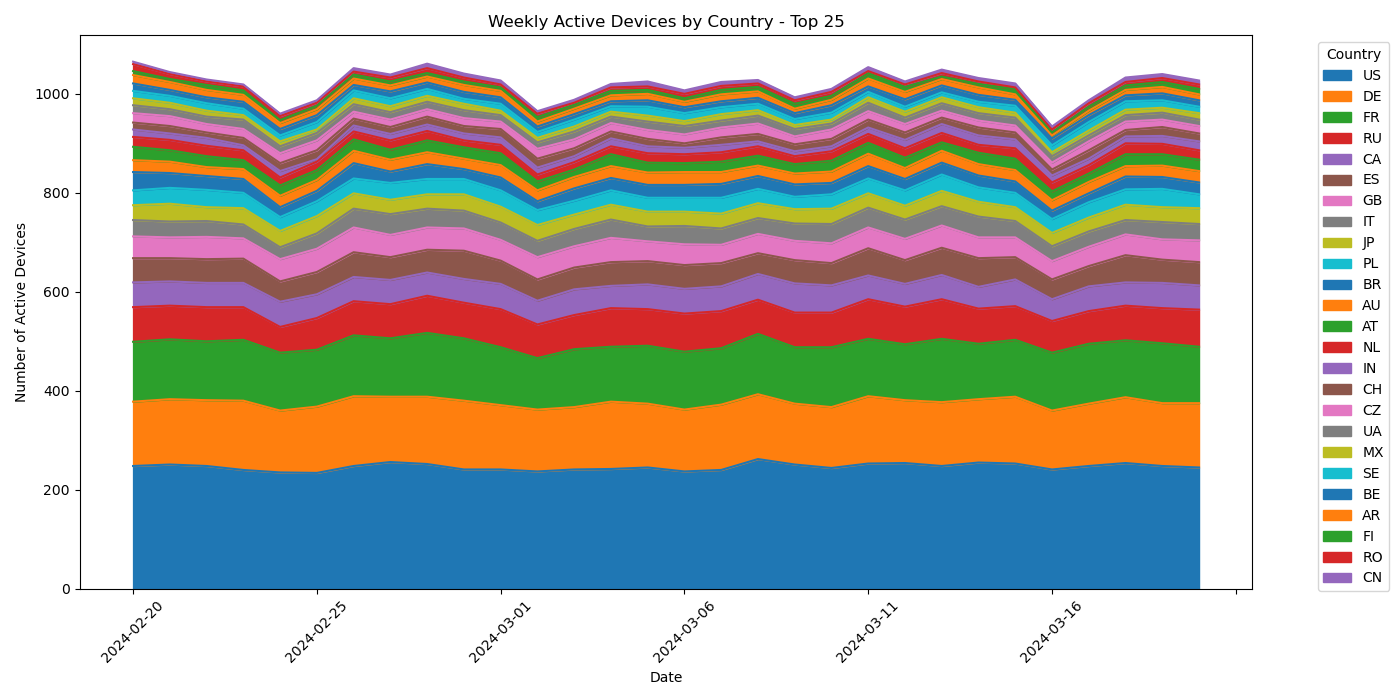 Weekly Active Devices by Country - Top 25
Number of Active Devices
1000
800
600
400
200
0
2024-02-20
2024-02-25
2024-03-01
2024-03-06
2024-03-11
2024-03-16
Date
Country
US
DE
FR
RU
CA
ES
GB
IT
JP
PL
BR
AU
AT
NL
IN
CH
CZ
UA
MX
SE
BE
AR
FI
RO
CN